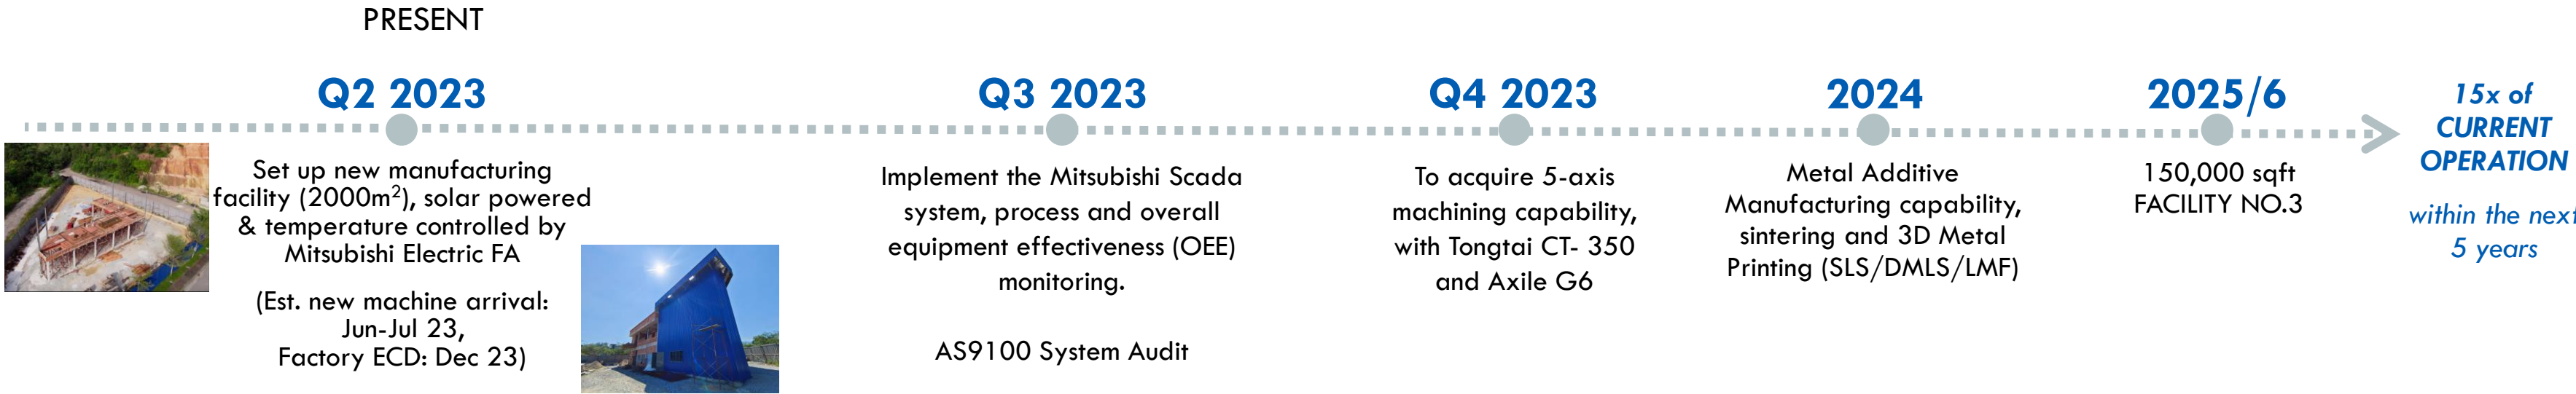 PRESENT
Q2 2023
Set up new manufacturing
facility (2000m²), solar powered
& temperature controlled by
Mitsubishi Electric FA
(Est. new machine arrival:
Jun-Jul 23,
Factory ECD: Dec 23)
Q3 2023
Implement the Mitsubishi Scada
system, process and overall
equipment effectiveness (OEE)
monitoring.
AS9100 System Audit
Q4 2023
To acquire 5-axis
machining capability,
with Tongtai CT- 350
and Axile G6
2024
Metal Additive
Manufacturing capability,
sintering and 3D Metal
Printing (SLS/DMLS/LMF)
2025/6
150,000 sqft
FACILITY NO.3
15x of
CURRENT
OPERATION
within the next
5 years